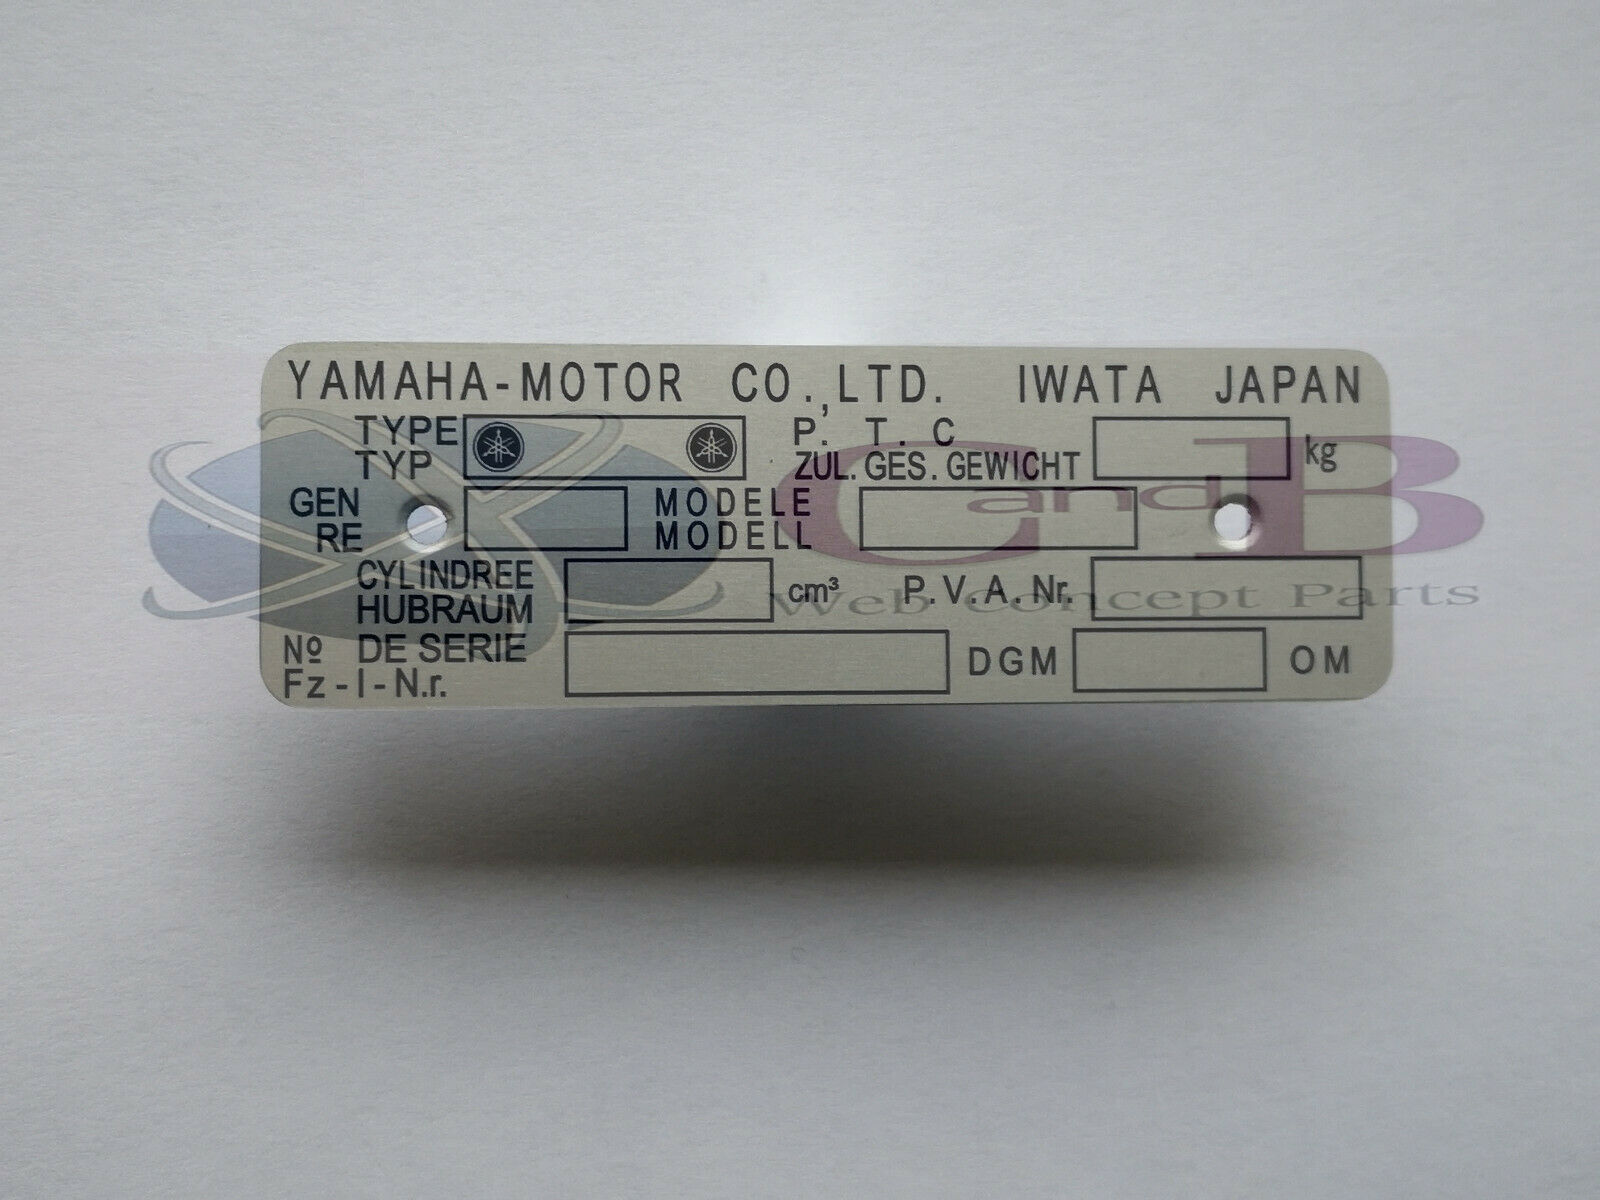 YAMAHA-MOTOR CO.,LTD. IWATA JAPAN
TYPE P. T. C
TYP ZUL. GES. GEWICHT kg
GEN MODELE
RE MODELL
CYLINDREE
HUBRAUM cm³ P.V.A.Nr.
Nº DE SERIE DGM OM
Fz-I-N.r.
C and B
Web Concept Parts